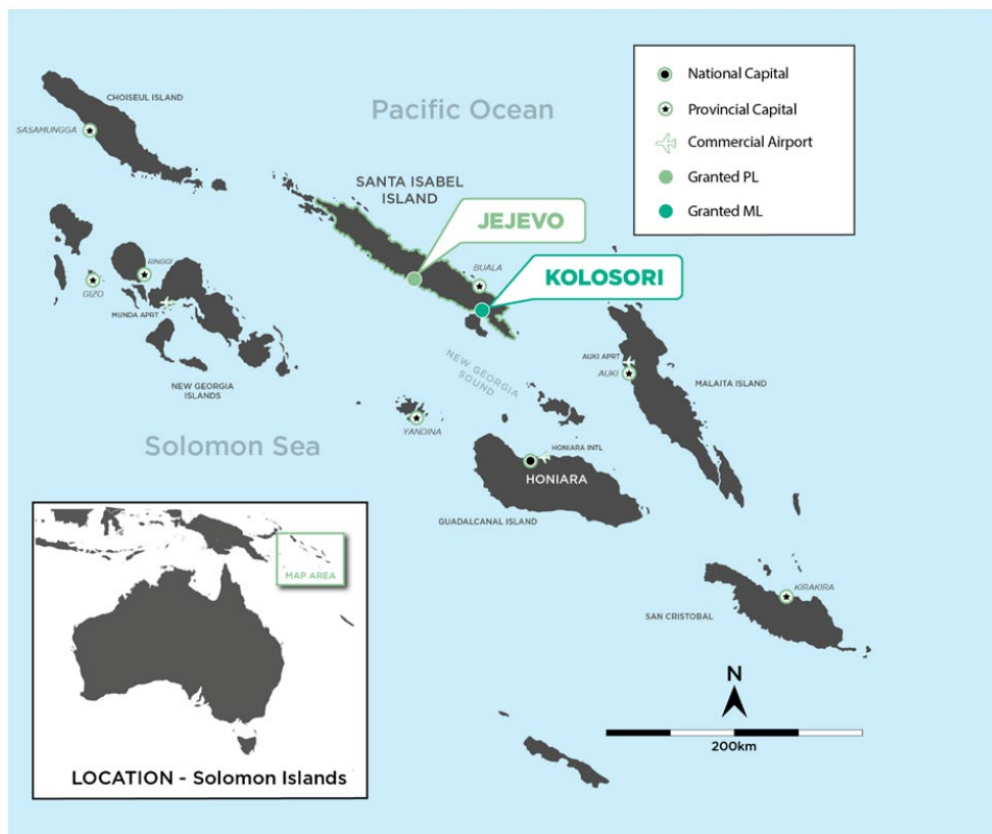 National Capital
Provincial Capital
Commercial Airport
Granted PL
Granted ML
CHOISEUL ISLAND
SASAMUNGGA
Pacific Ocean
SANTA ISABEL
ISLAND
JEJEVO
BUALA
KOLOSORI
RINGGI
GIZO
MUNDA APRT
NEW GEORGIA
ISLANDS
NEW GEORGIA
SOUND
AUKI APRT
AUKI
MALAITA ISLAND
YANDINA
Solomon Sea
HONIARA INTL
HONIARA
GUADALCANAL ISLAND
MAP AREA
KIRAKIRA
SAN CRISTOBAL
N
200km
LOCATION - Solomon Islands